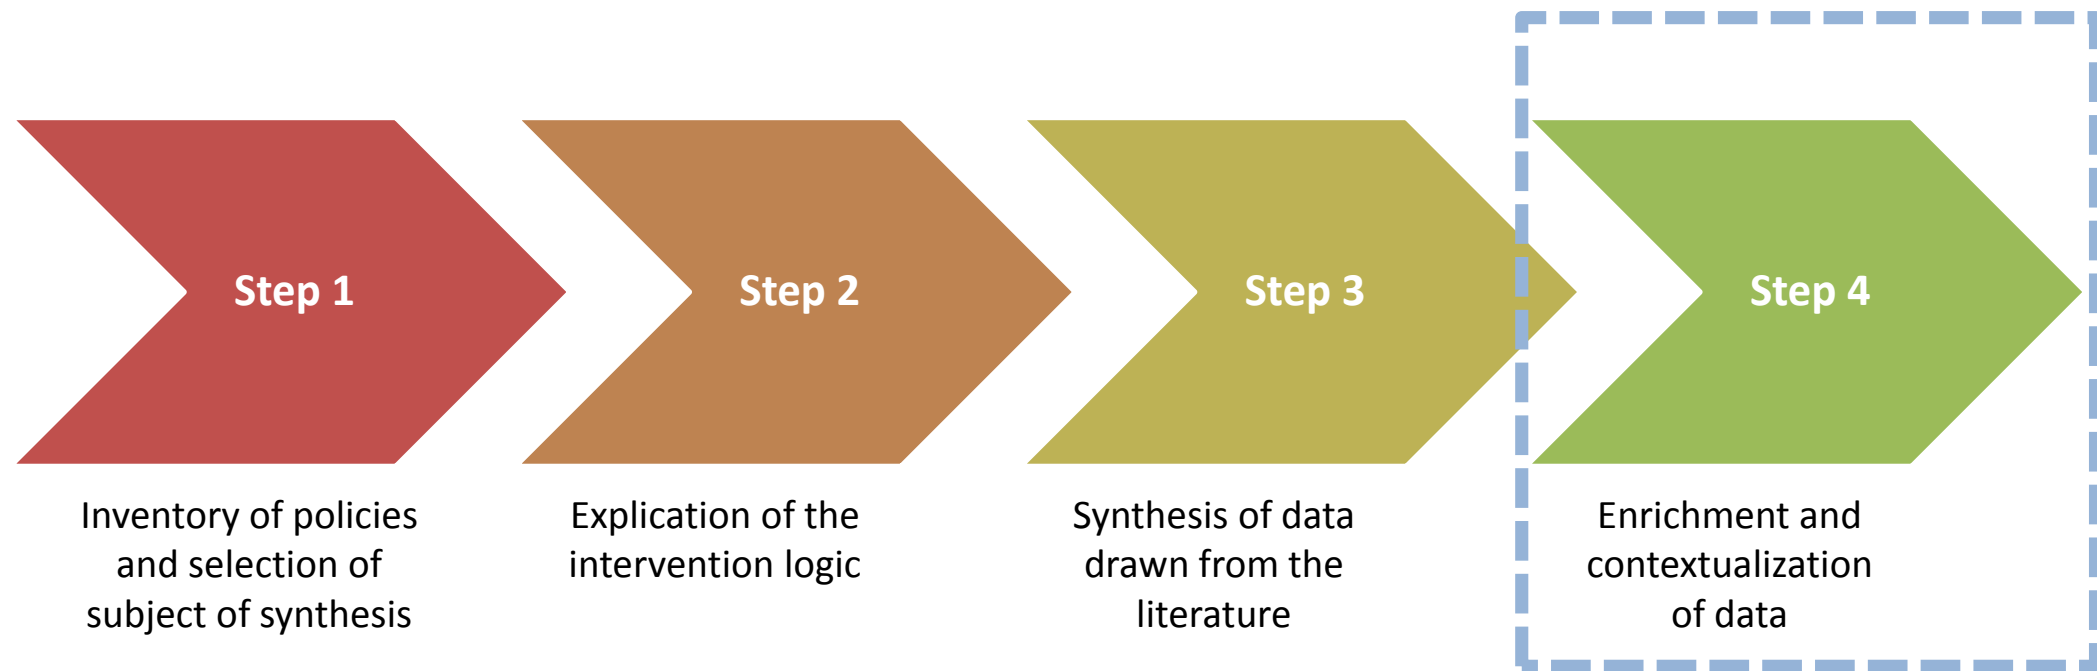 Step 1
Step 2
Step 3
Step 4
Inventory of policies
and selection of
subject of synthesis
Explication of the
intervention logic
Synthesis of data
drawn from the
literature
Enrichment and
contextualization
of data